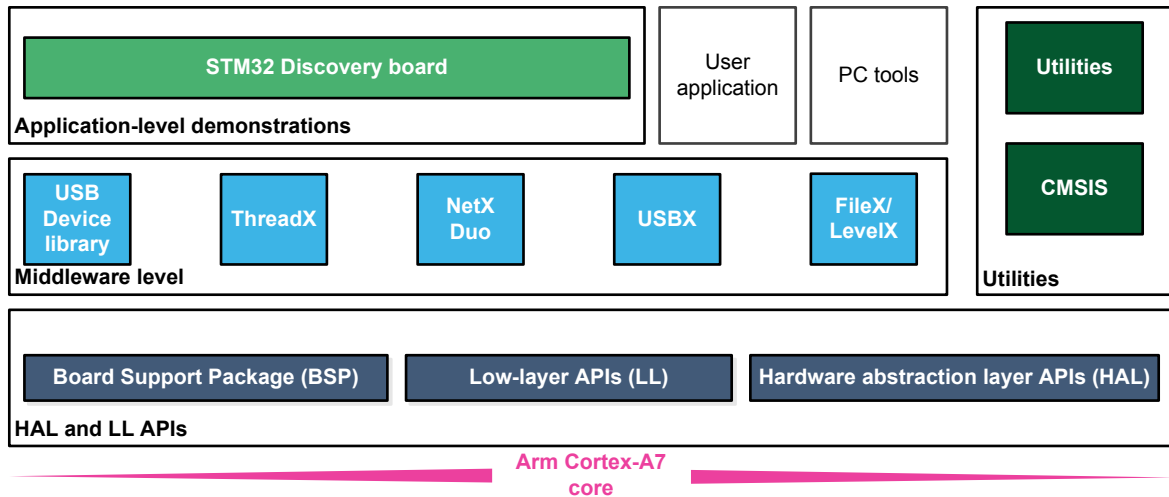 STM32 Discovery board
Application-level demonstrations
User
application
PC tools
Utilities
CMSIS
Utilities
USB
Device
library
ThreadX
NetX
Duo
USBX
FileX/
LevelX
Middleware level
Board Support Package (BSP)
Low-layer APIs (LL)
Hardware abstraction layer APIs (HAL)
HAL and LL APIs
Arm Cortex-A7
core